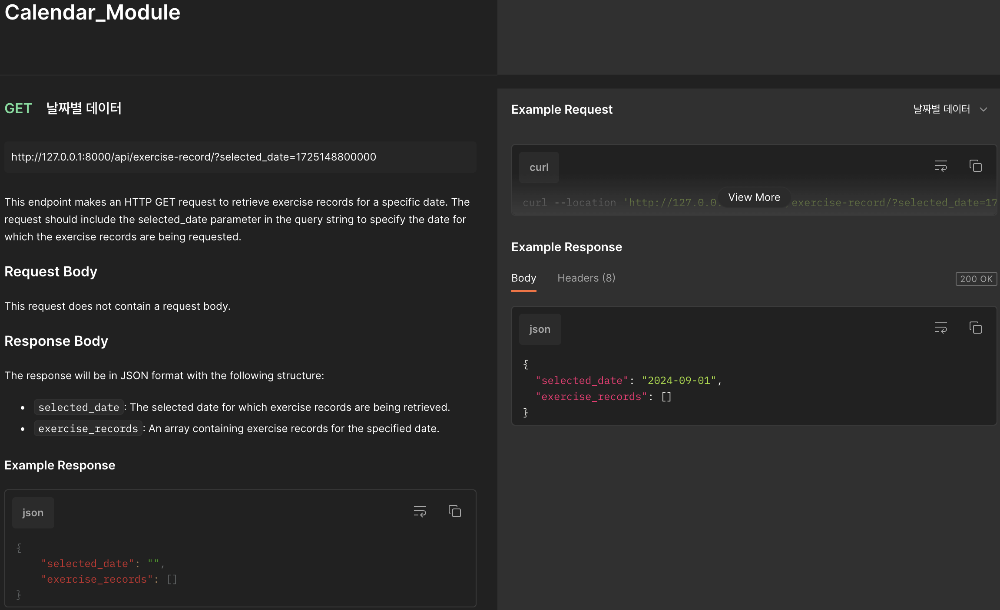 Calendar_Module
GET 날짜별 데이터
http://127.0.0.1:8000/api/exercise-record/?selected_date=1725148800000
This endpoint makes an HTTP GET request to retrieve exercise records for a specific date. The
request should include the selected_date parameter in the query string to specify the date for
which the exercise records are being requested.
Request Body
This request does not contain a request body.
Response Body
The response will be in JSON format with the following structure:
• selected_date: The selected date for which exercise records are being retrieved.
• exercise_records: An array containing exercise records for the specified date.
Example Response
json
{
"selected_date": "",
"exercise_records": []
}
Example Request
날짜별 데이터
curl
curl --location 'http://127.0.0. exercise-record/?selected_date=17
View More
Example Response
Body Headers (8)
200 OK
json
{
"selected_date": "2024-09-01",
"exercise_records": []
}